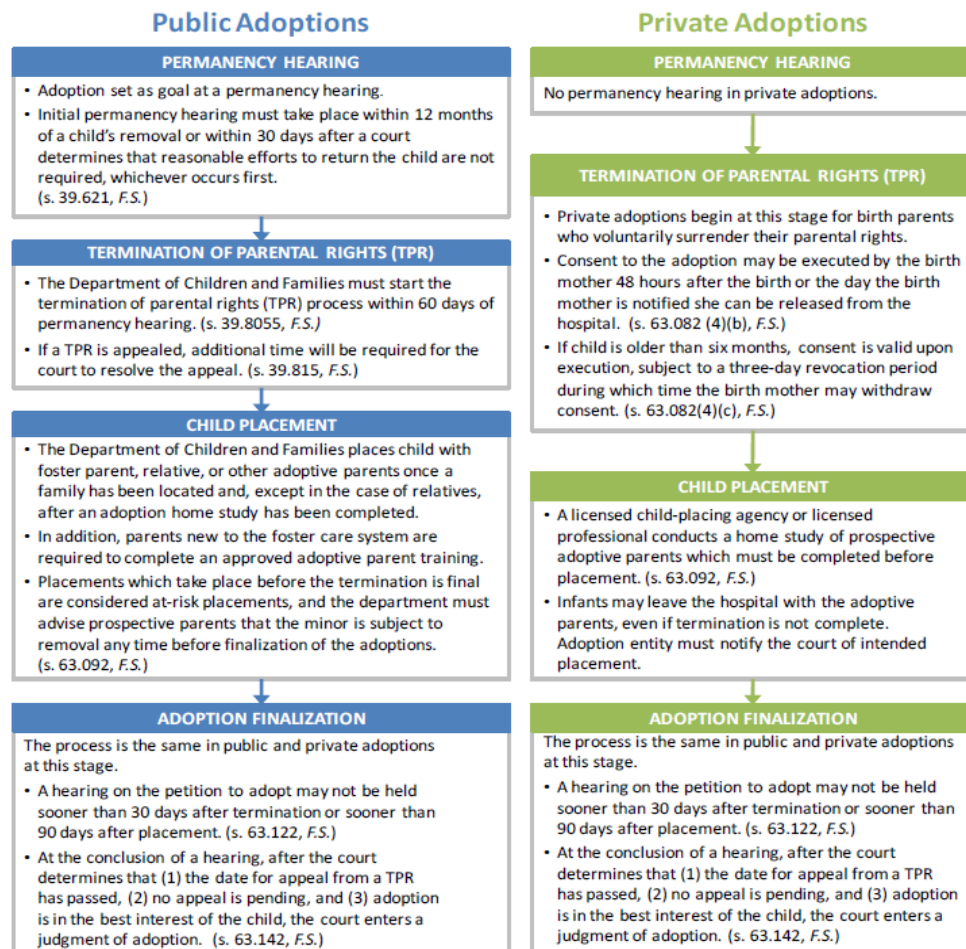 Public Adoptions
PERMANENCY HEARING
• Adoption set as goal at a permanency hearing.
• Initial permanency hearing must take place within 12 months
of a child's removal or within 30 days after a court
determines that reasonable efforts to return the child are not
required, whichever occurs first.
(s. 39.621, F.S.)
TERMINATION OF PARENTAL RIGHTS (TPR)
• The Department of Children and Families must start the
termination of parental rights (TPR) process within 60 days of
permanency hearing. (s. 39.8055, F.S.)
• If a TPR is appealed, additional time will be required for the
court to resolve the appeal. (s. 39.815, F.S.)
CHILD PLACEMENT
• The Department of Children and Families places child with
foster parent, relative, or other adoptive parents once a
family has been located and, except in the case of relatives,
after an adoption home study has been completed.
• In addition, parents new to the foster care system are
required to complete an approved adoptive parent training.
• Placements which take place before the termination is final
are considered at-risk placements, and the department must
advise prospective parents that the minor is subject to
removal any time before finalization of the adoptions.
(s. 63.092, F.S.)
ADOPTION FINALIZATION
The process is the same in public and private adoptions
at this stage.
• A hearing on the petition to adopt may not be held
sooner than 30 days after termination or sooner than
90 days after placement. (s. 63.122, F.S.)
• At the conclusion of a hearing, after the court
determines that (1) the date for appeal from a TPR
has passed, (2) no appeal is pending, and (3) adoption
is in the best interest of the child, the court enters a
judgment of adoption. (s. 63.142, F.S.)
Private Adoptions
PERMANENCY HEARING
No permanency hearing in private adoptions.
TERMINATION OF PARENTAL RIGHTS (TPR)
• Private adoptions begin at this stage for birth parents
who voluntarily surrender their parental rights.
• Consent to the adoption may be executed by the birth
mother 48 hours after the birth or the day the birth
mother is notified she can be released from the
hospital. (s. 63.082 (4)(b), F.S.)
• If child is older than six months, consent is valid upon
execution, subject to a three-day revocation period
during which time the birth mother may withdraw
consent. (s. 63.082(4)(c), F.S.)
CHILD PLACEMENT
• A licensed child-placing agency or licensed
professional conducts a home study of prospective
adoptive parents which must be completed before
placement. (s. 63.092, F.S.)
• Infants may leave the hospital with the adoptive
parents, even if termination is not complete.
Adoption entity must notify the court of intended
placement.
ADOPTION FINALIZATION
The process is the same in public and private adoptions
at this stage.
• A hearing on the petition to adopt may not be held
sooner than 30 days after termination or sooner than
90 days after placement. (s. 63.122, F.S.)
• At the conclusion of a hearing, after the court
determines that (1) the date for appeal from a TPR
has passed, (2) no appeal is pending, and (3) adoption
is in the best interest of the child, the court enters a
judgment of adoption. (s. 63.142, F.S.)